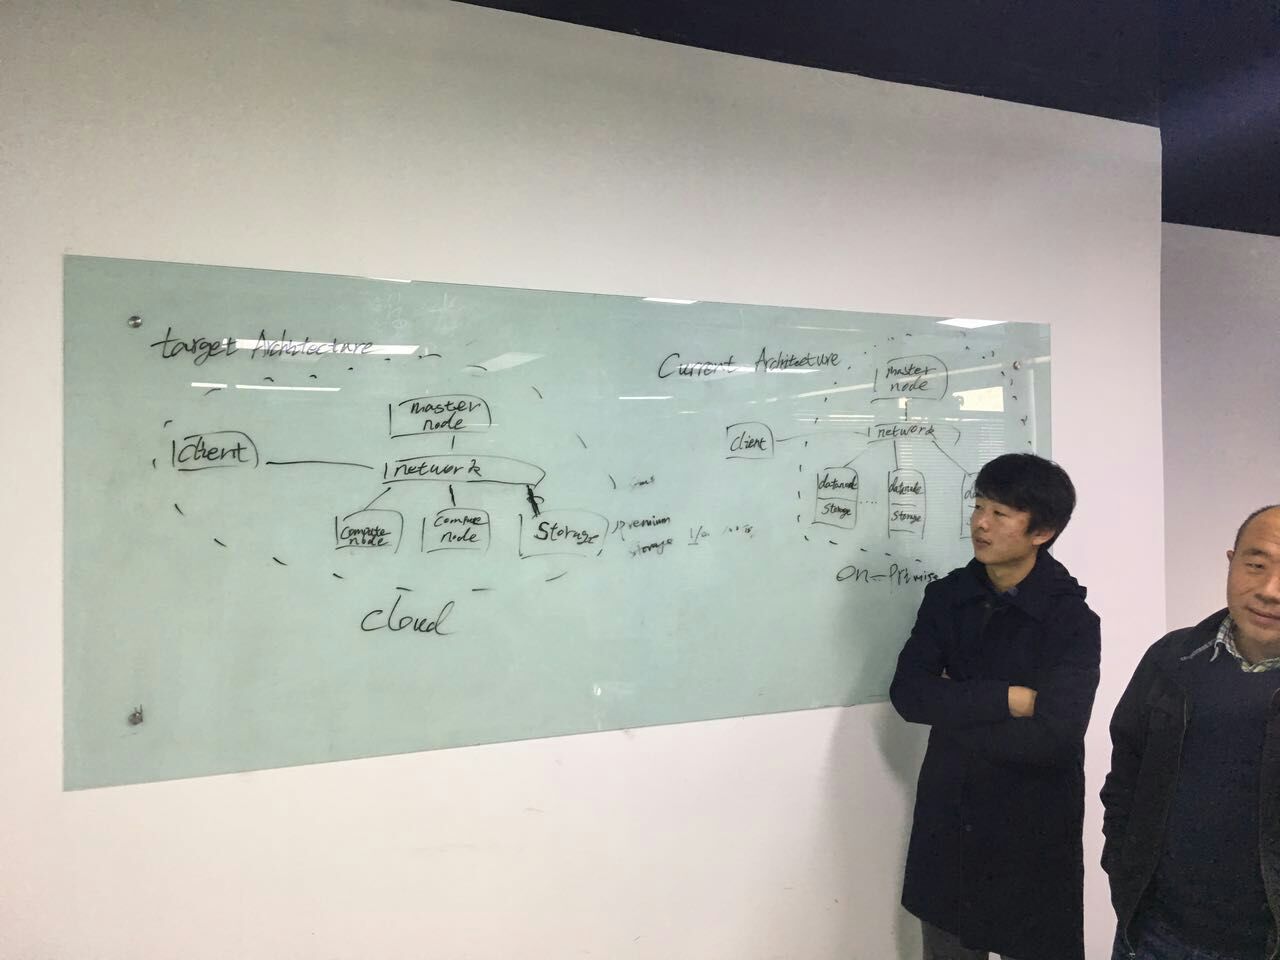 target Architecture
master
node
client
network
compute
node
compute
node
Storage
premium
storage
cloud
Current Architecture
master
node
client
network
datanode
Storage
datanode
Storage
da
on-Premise